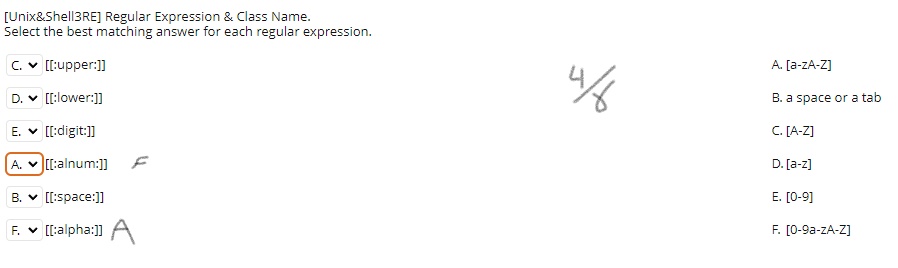 [Unix&Shell3RE] Regular Expression & Class Name.
Select the best matching answer for each regular expression.
C. [[:upper:]] A. [a-zA-Z]
D. [[:lower:]] 4/8 B. a space or a tab
E. [[:digit:]] C. [A-Z]
A. [[:alnum:]] F D. [a-z]
B. [[:space:]] E. [0-9]
F. [[:alpha:]] A F. [0-9a-zA-Z]